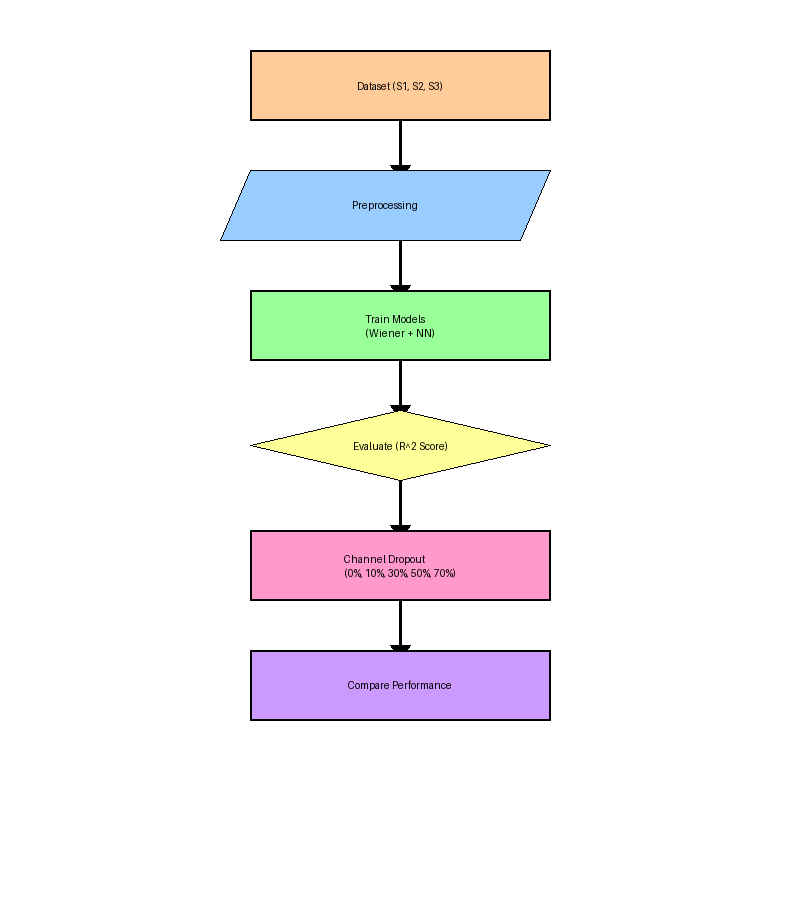 Dataset (S1, S2, S3)
Preprocessing
Train Models
(Wiener + NN)
Evaluate (R^2 Score)
Channel Dropout
(0%, 10%, 30%, 50%, 70%)
Compare Performance